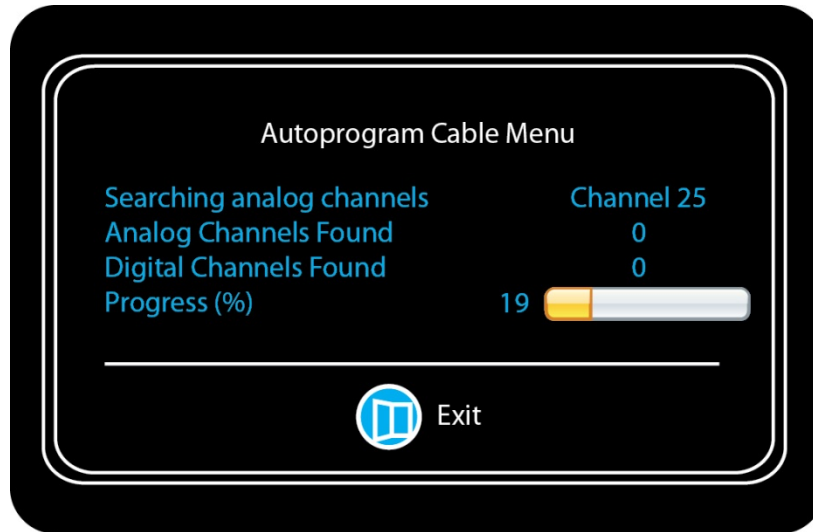 Autoprogram Cable Menu
Searching analog channels Channel 25
Analog Channels Found 0
Digital Channels Found 0
Progress (%) 19
Exit